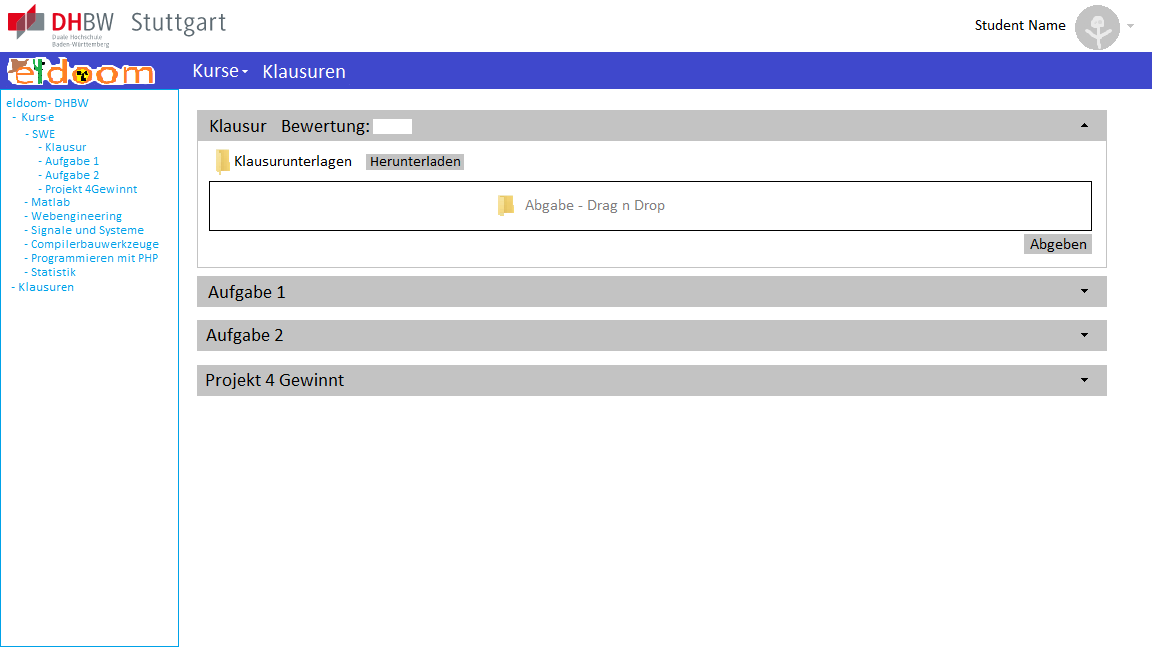 DHBW Stuttgart
Duale Hochschule
Baden-Württemberg
Student Name
eldoom Kurse Klausuren
eldoom- DHBW
- Kurse
- SWE
- Klausur
- Aufgabe 1
- Aufgabe 2
- Projekt 4Gewinnt
- Matlab
- Webengineering
- Signale und Systeme
- Compilerbauwerkzeuge
- Programmieren mit PHP
- Statistik
- Klausuren
Klausur Bewertung:
Klausurunterlagen Herunterladen
Abgabe - Drag n Drop
Abgeben
Aufgabe 1
Aufgabe 2
Projekt 4 Gewinnt